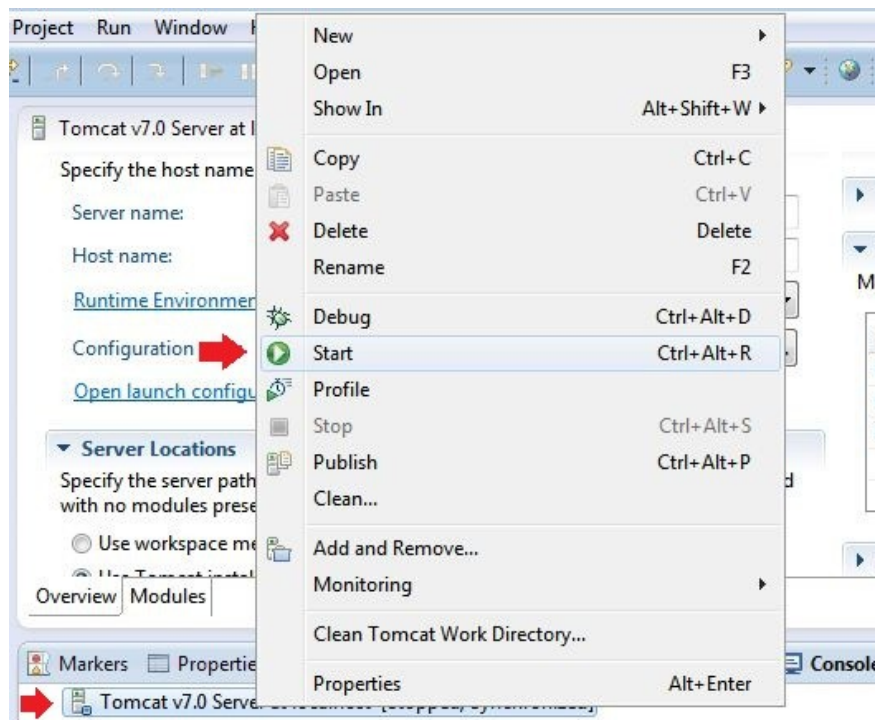 Project Run Window
New
Open F3
Show In Alt+Shift+W
Copy Ctrl+C
Paste Ctrl+V
Delete Delete
Rename F2
Debug Ctrl+Alt+D
Start Ctrl+Alt+R
Profile
Stop Ctrl+Alt+S
Publish Ctrl+Alt+P
Clean...
Add and Remove...
Monitoring
Clean Tomcat Work Directory...
Properties Alt+Enter
Tomcat v7.0 Server at
Specify the host name
Server name:
Host name:
Runtime Environmen
Configuration
Open launch configu
Server Locations
Specify the server path
with no modules prese
Use workspace me
Overview Modules
Markers Propertie Console
Tomcat v7.0 Serve